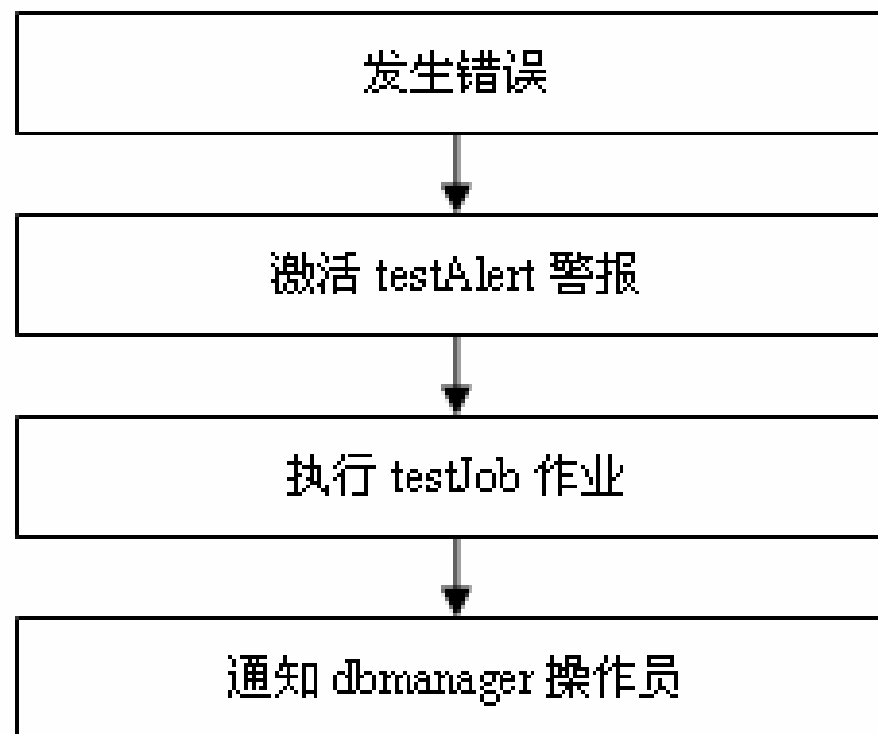 发生错误
激活 testAlert 警报
执行 testJob 作业
通知 dbmanager 操作员